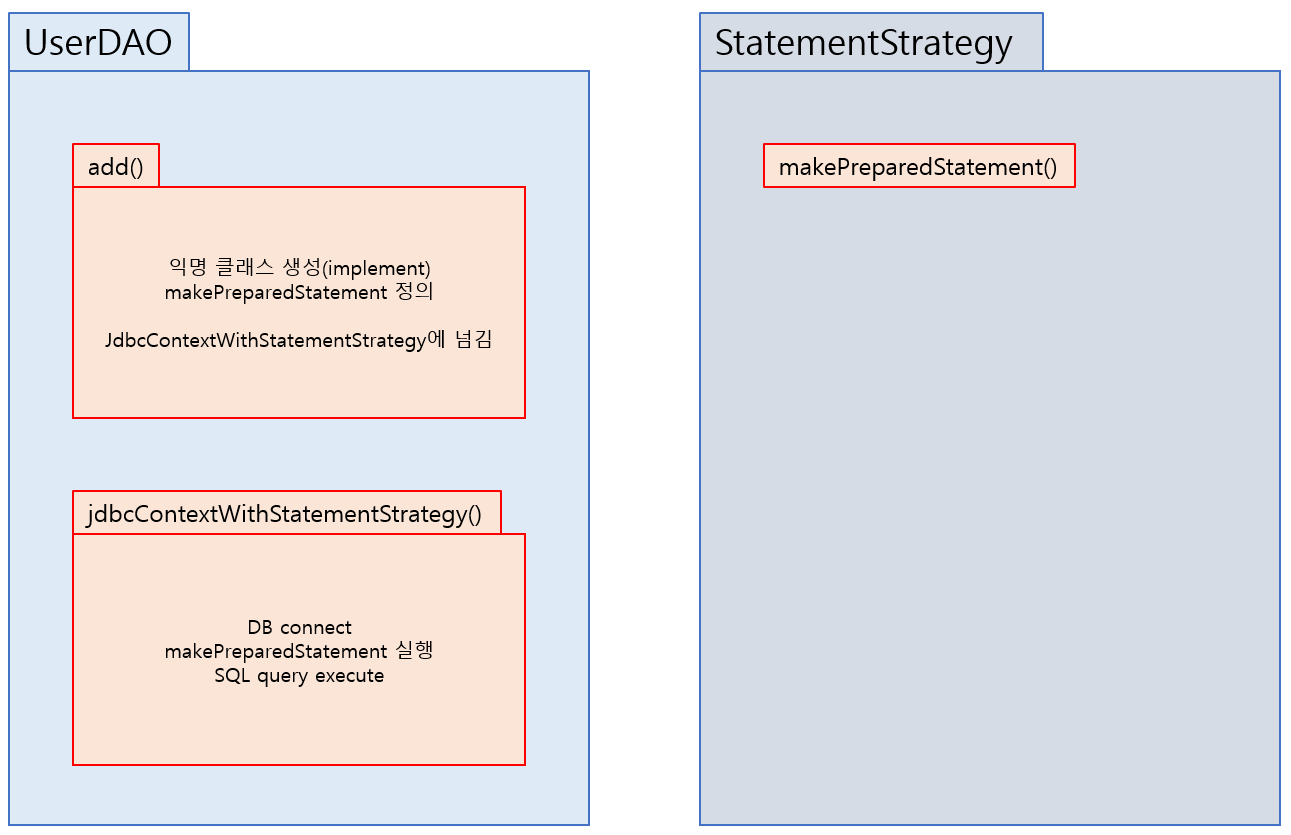 UserDAO
add()
익명 클래스 생성(implement)
makePreparedStatement 정의
JdbcContextWithStatementStrategy에 넘김
jdbcContextWithStatementStrategy()
DB connect
makePreparedStatement 실행
SQL query execute
StatementStrategy
makePreparedStatement()